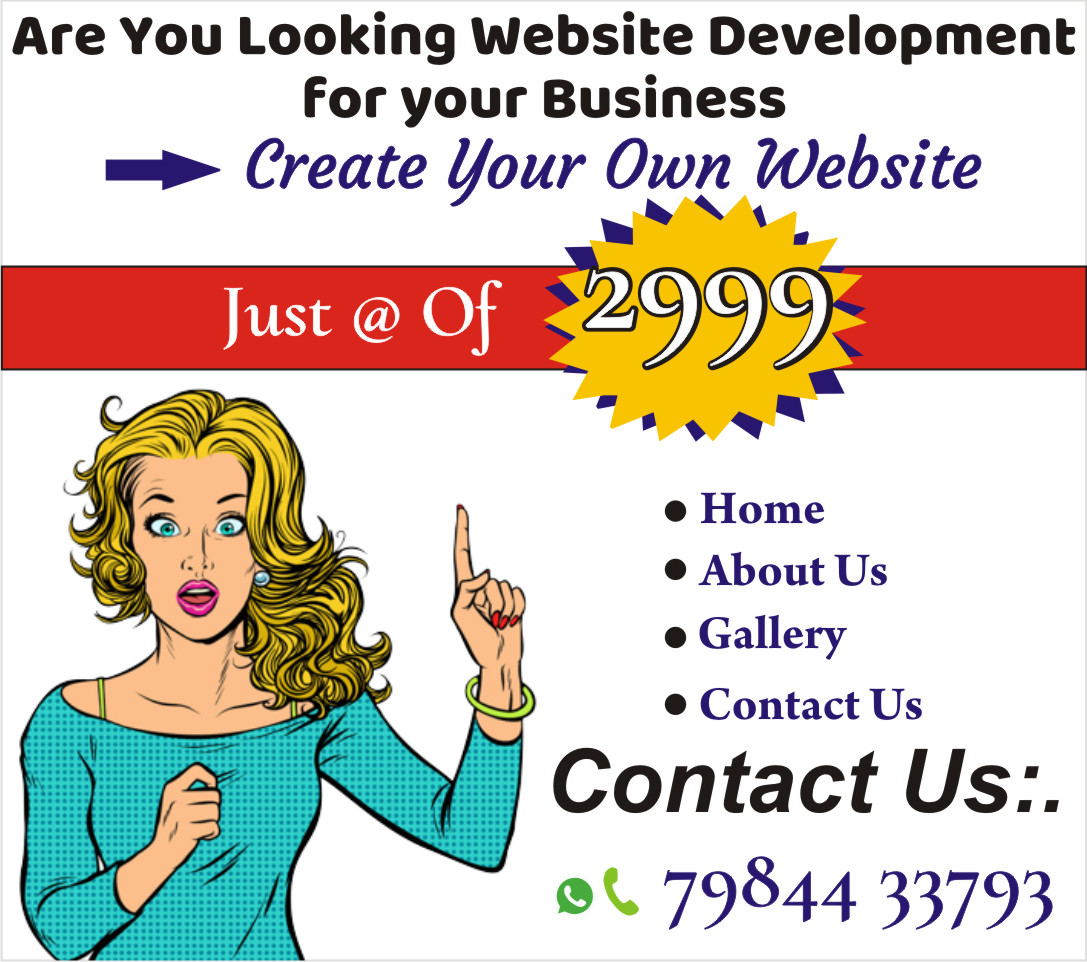 Are You Looking Website Development
for your Business
Create Your Own Website
Just @ Of 2999
Home
About Us
Gallery
Contact Us
Contact Us:.
79844 33793